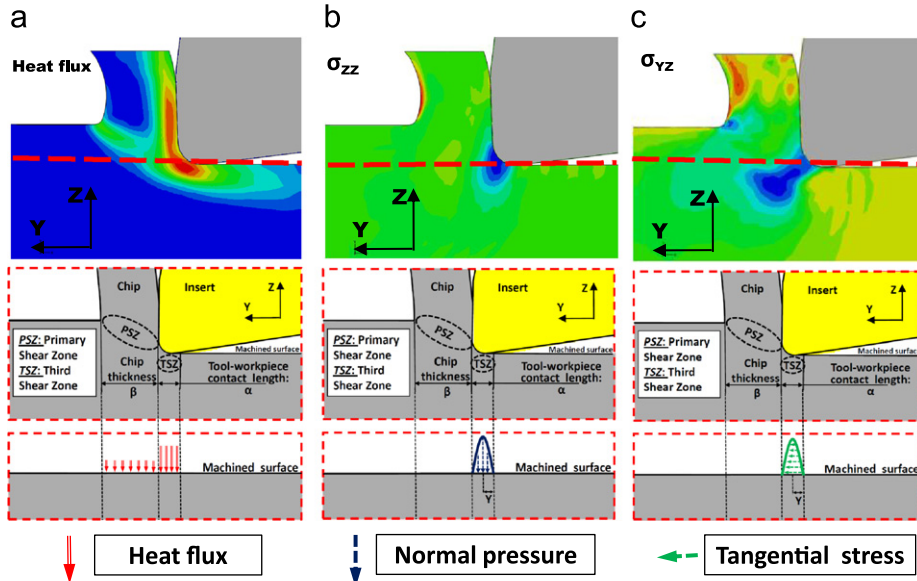 a
b
c
Heat flux
σZZ
σYZ
Z
Y
Z
Y
Z
Y
Chip
Insert
Z
Y
PSZ
PSZ: Primary
Shear Zone
TSZ: Third
Shear Zone
Machined surface
TSZ
Chip
thickness
β
Tool-workpiece
contact length:
α
Chip
Insert
Z
Y
PSZ
PSZ: Primary
Shear Zone
TSZ: Third
Shear Zone
Machined surface
TSZ
Chip
thickness
β
Tool-workpiece
contact length:
α
Chip
Insert
Z
Y
PSZ
PSZ: Primary
Shear Zone
TSZ: Third
Shear Zone
Machined surface
TSZ
Chip
thickness
β
Tool-workpiece
contact length:
α
Machined surface
Machined surface
Y
Machined surface
Y
Heat flux
Normal pressure
Tangential stress